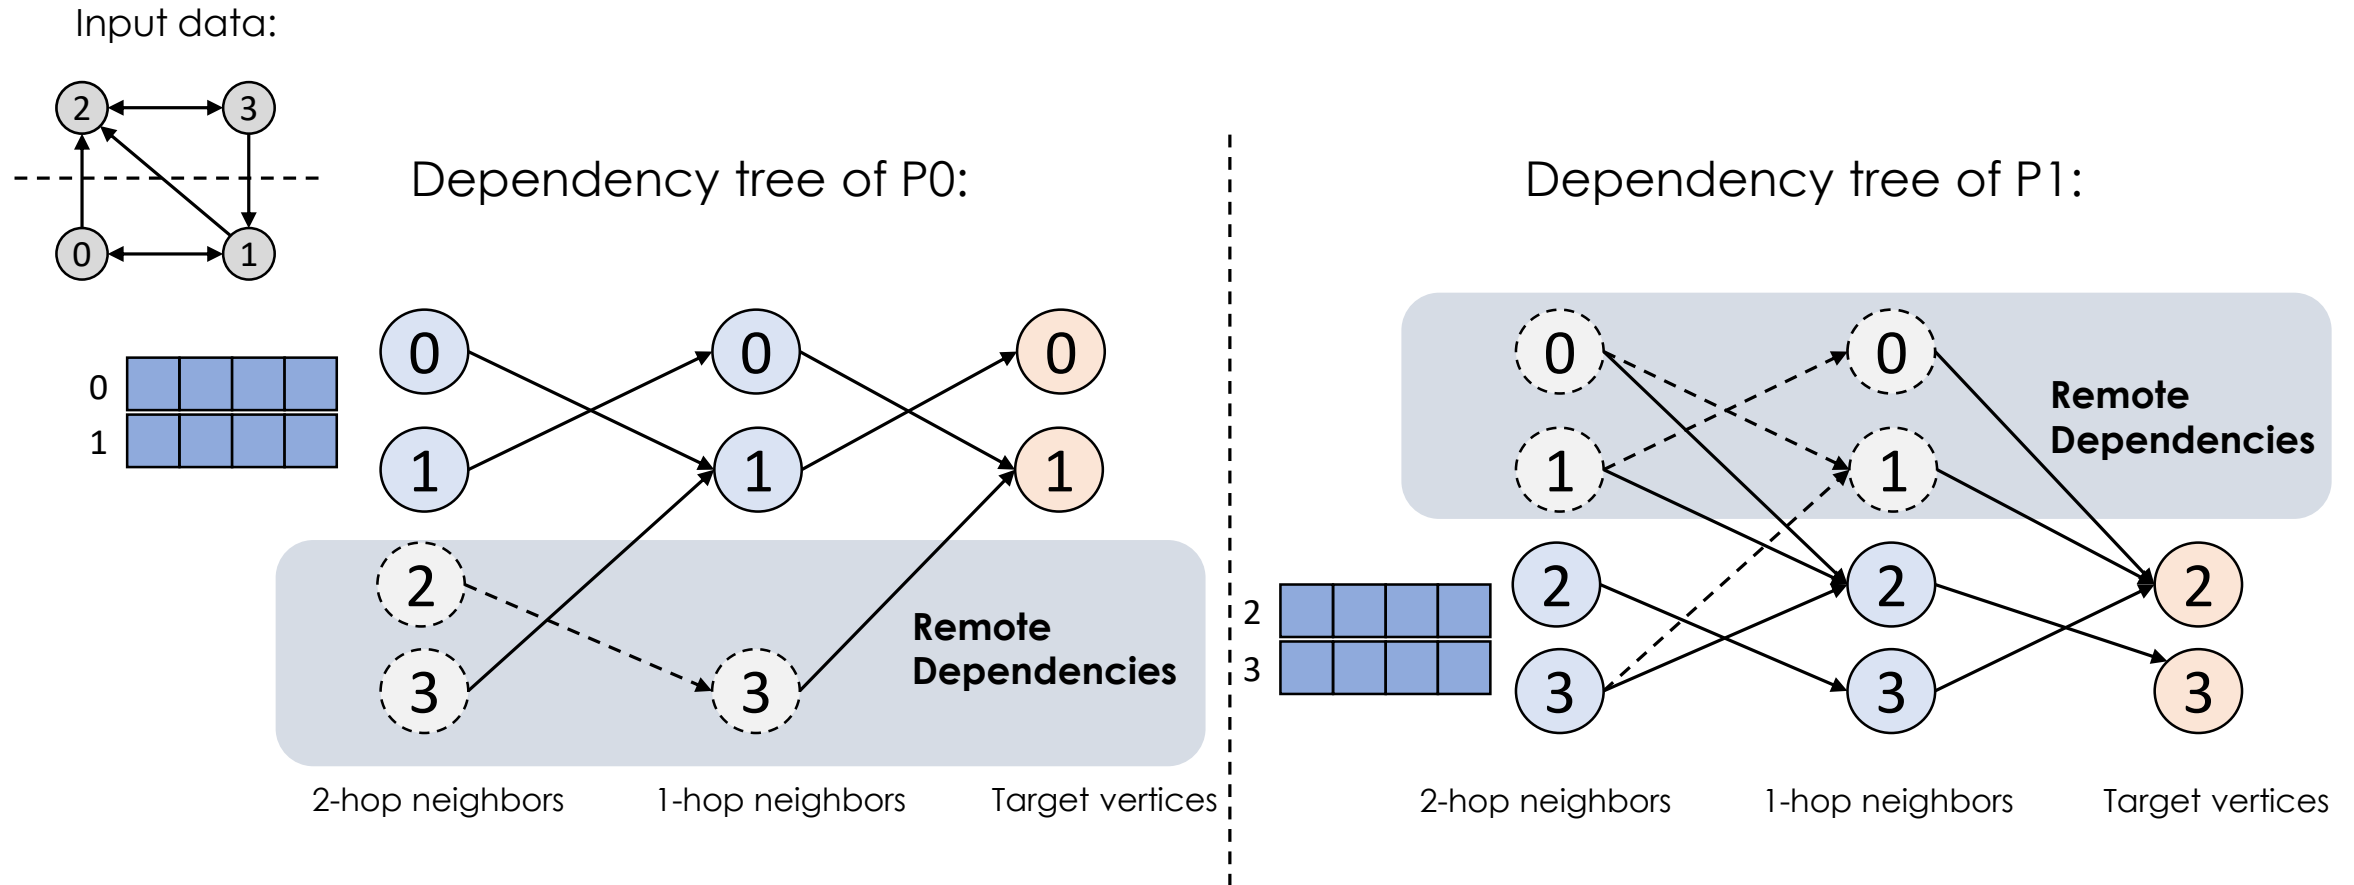 Input data:
2 3
0 1
Dependency tree of P0:
0
1
0 0 0
1 1 1
2
3 3
Remote
Dependencies
2-hop neighbors 1-hop neighbors Target vertices
Dependency tree of P1:
0 0
1 1
Remote
Dependencies
2
3
2 2 2
3 3 3
2-hop neighbors 1-hop neighbors Target vertices